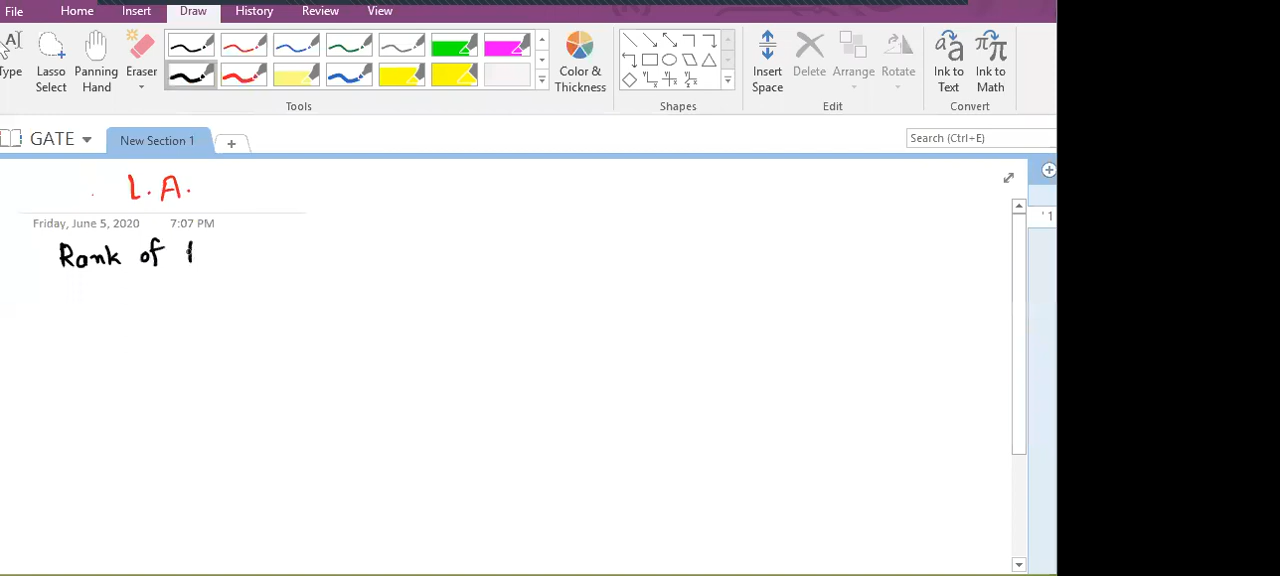 File Home Insert Draw History Review View
Type Lasso Select Panning Hand Eraser Color & Thickness Insert Space Delete Arrange Rotate Ink to Text Ink to Math
Tools Shapes Edit Convert
GATE New Section 1 + Search (Ctrl+E)
L.A.
Friday, June 5, 2020 7:07 PM
Rank of